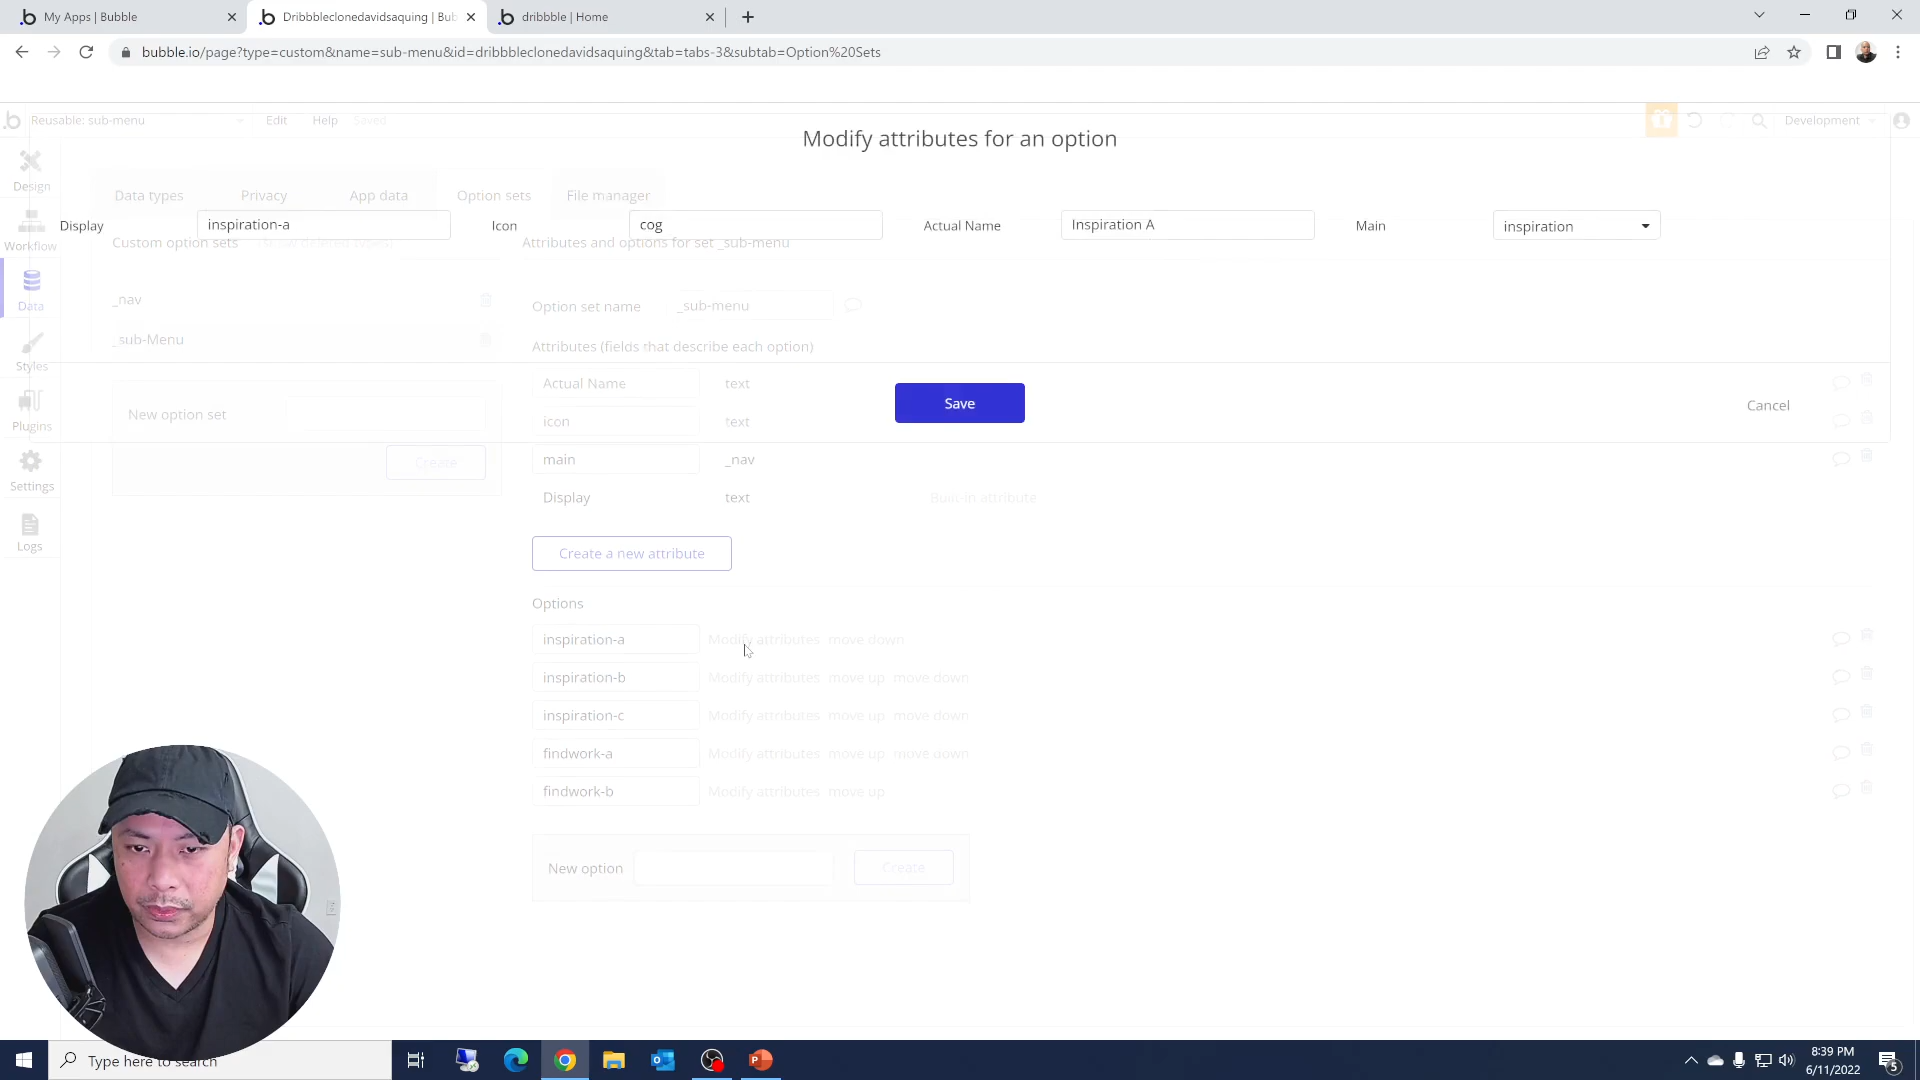 My Apps | Bubble
Dribbbleclonedavidsaquing | Bub
dribbble | Home
bubble.io/page?type=custom&name=sub-menu&id=dribbbleclonedavidsaquing&tab=tabs-3&subtab=Option%20Sets
Reusable: sub-menu
Edit
Help
Saved
Development
Modify attributes for an option
Design
Data types
Privacy
App data
Option sets
File manager
Display
inspiration-a
Icon
cog
Actual Name
Inspiration A
Main
inspiration
Workflow
Custom option sets
Attributes and options for set _sub-menu
Data
_nav
Option set name
_sub-menu
_sub-Menu
Attributes (fields that describe each option)
Styles
Actual Name
text
Save
Cancel
New option set
Plugins
icon
text
Create
main
_nav
Settings
Display
text
Built-in attribute
Logs
Create a new attribute
Options
inspiration-a
Modify attributes
move down
inspiration-b
Modify attributes
move up
move down
inspiration-c
Modify attributes
move up
move down
findwork-a
Modify attributes
move up
move down
findwork-b
Modify attributes
move up
New option
Create
Type here to search
8:39 PM
6/11/2022
5